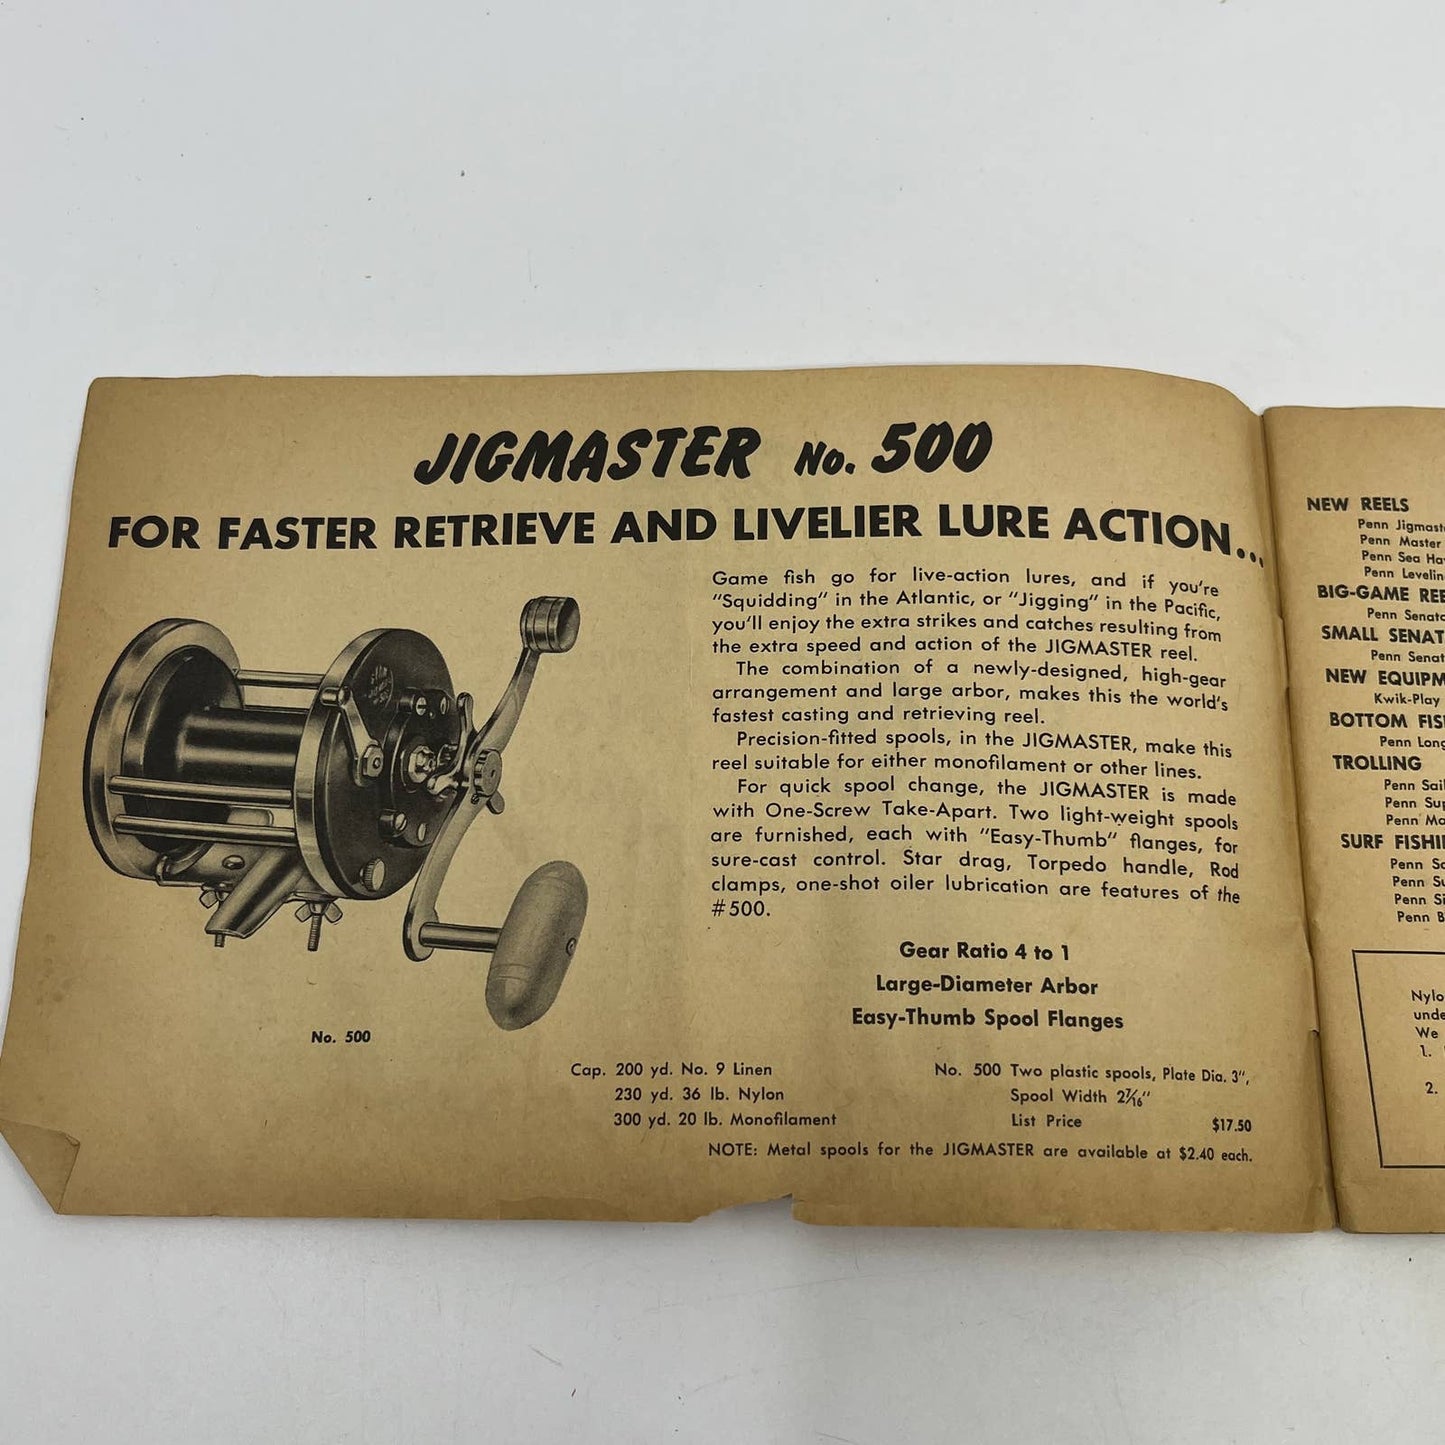 JIGMASTER No. 500
FOR FASTER RETRIEVE AND LIVELIER LURE ACTION...
Game fish go for live-action lures, and if you're
"Squidding" in the Atlantic, or "Jigging" in the Pacific,
you'll enjoy the extra strikes and catches resulting from
the extra speed and action of the JIGMASTER reel.
The combination of a newly-designed, high-gear
arrangement and large arbor, makes this the world's
fastest casting and retrieving reel.
Precision-fitted spools, in the JIGMASTER, make this
reel suitable for either monofilament or other lines.
For quick spool change, the JIGMASTER is made
with One-Screw Take-Apart. Two light-weight spools
are furnished, each with "Easy-Thumb" flanges, for
sure-cast control. Star drag, Torpedo handle, Rod
clamps, one-shot oiler lubrication are features of the
#500.
Gear Ratio 4 to 1
Large-Diameter Arbor
Easy-Thumb Spool Flanges
No. 500
Cap. 200 yd. No. 9 Linen
230 yd. 36 lb. Nylon
300 yd. 20 lb. Monofilament
No. 500 Two plastic spools, Plate Dia. 3",
Spool Width 2 7/16"
List Price $17.50
NOTE: Metal spools for the JIGMASTER are available at $2.40 each.
NEW REELS
Penn Jigmast
Penn Master
Penn Sea Ha
Penn Levelin
BIG-GAME REE
Penn Senato
SMALL SENAT
Penn Senat
NEW EQUIPM
Kwik-Play
BOTTOM FIS
Penn Long
TROLLING
Penn Sail
Penn Sup
Penn Ma
SURF FISHI
Penn Sq
Penn Su
Penn Si
Penn B
Nylo
unde
We
1.
2.